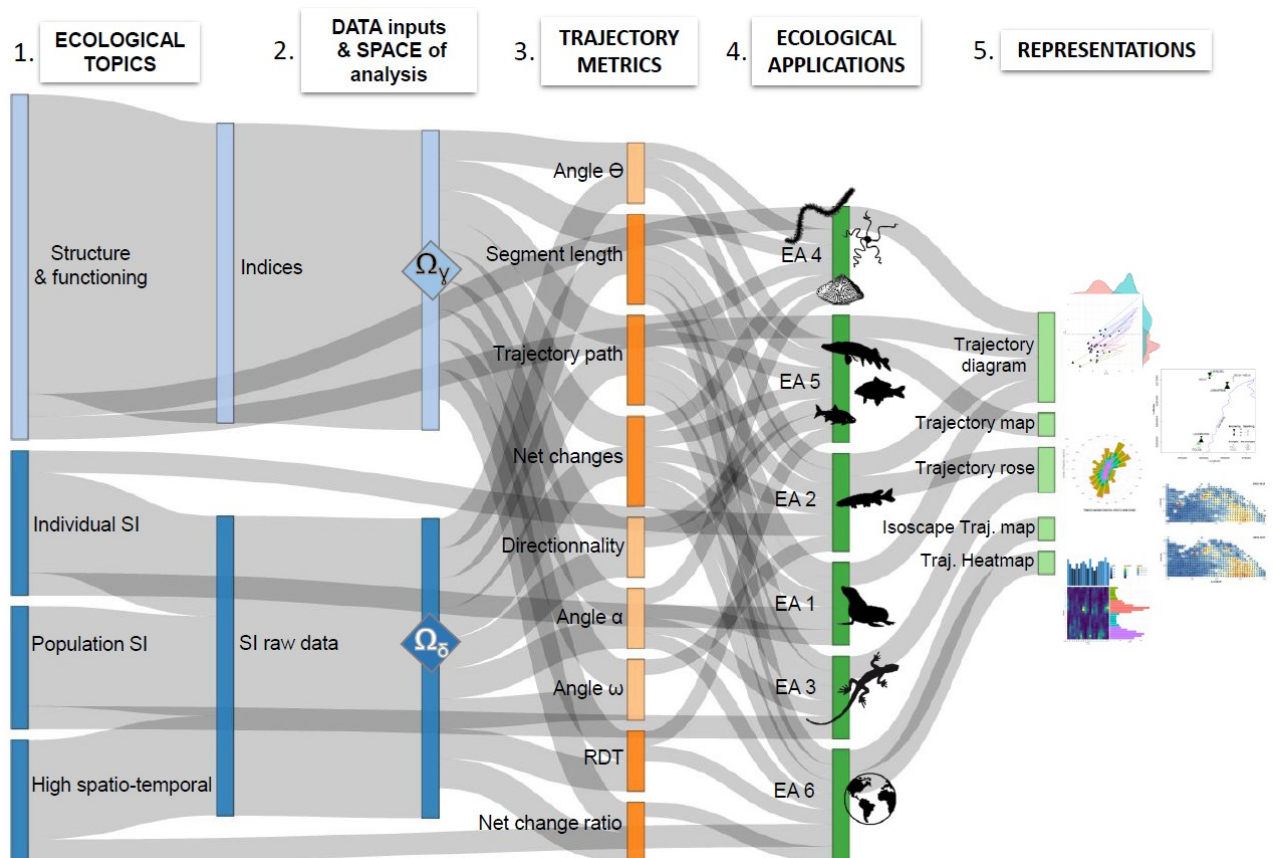 1. ECOLOGICAL
TOPICS
2. DATA inputs
& SPACE of
analysis
3. TRAJECTORY
METRICS
4. ECOLOGICAL
APPLICATIONS
5. REPRESENTATIONS
Structure
& functioning
Individual SI
Population SI
High spatio-temporal
Indices
SI raw data
Ωγ
Ωδ
Angle Θ
Segment length
Trajectory path
Net changes
Directionnality
Angle α
Angle ω
RDT
Net change ratio
EA 4
EA 5
EA 2
EA 1
EA 3
EA 6
Trajectory
diagram
Trajectory map
Trajectory rose
Isoscape Traj. map
Traj. Heatmap